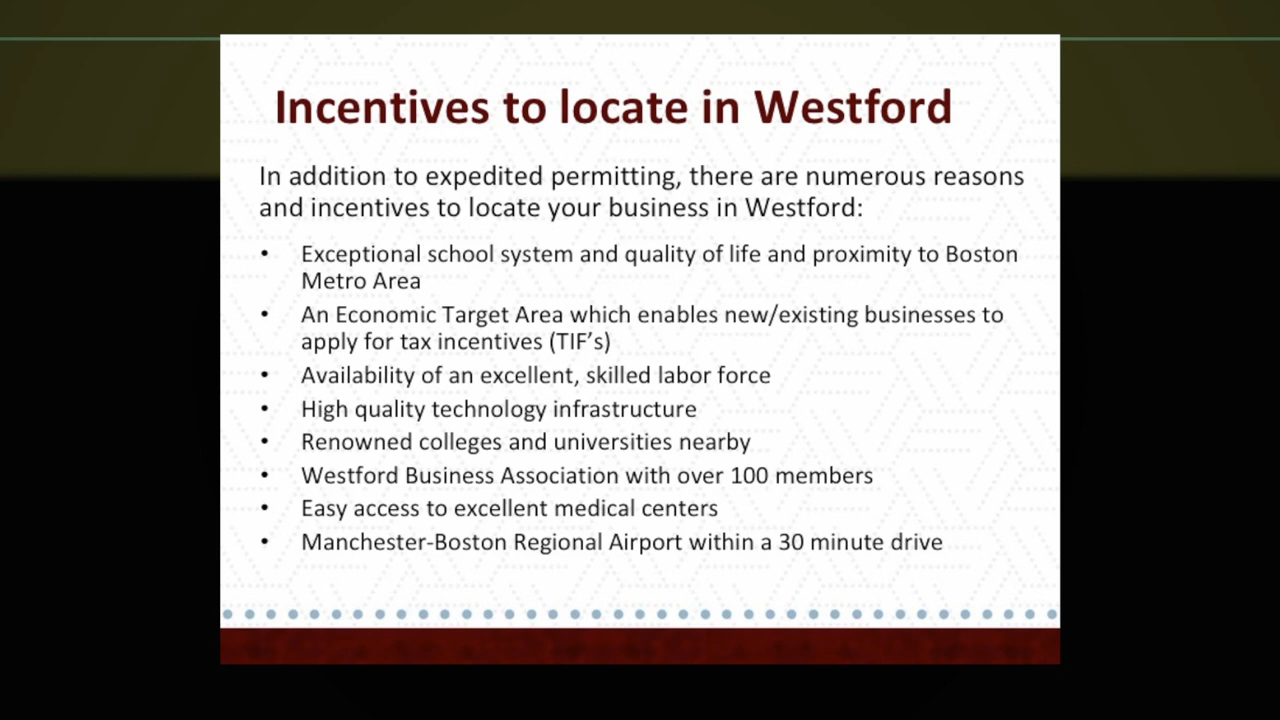 Incentives to locate in Westford
In addition to expedited permitting, there are numerous reasons
and incentives to locate your business in Westford:
• Exceptional school system and quality of life and proximity to Boston
Metro Area
• An Economic Target Area which enables new/existing businesses to
apply for tax incentives (TIF’s)
• Availability of an excellent, skilled labor force
• High quality technology infrastructure
• Renowned colleges and universities nearby
• Westford Business Association with over 100 members
• Easy access to excellent medical centers
• Manchester-Boston Regional Airport within a 30 minute drive